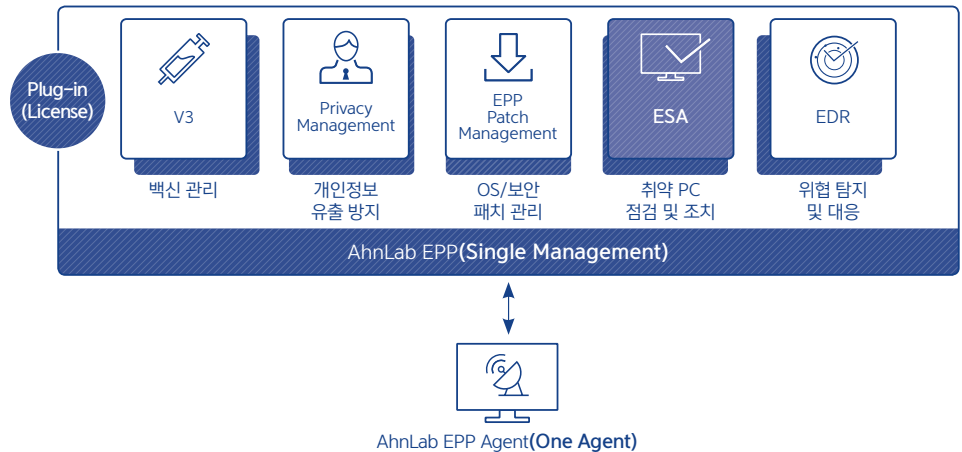 Plug-in
(License)
V3
Privacy
Management
EPP
Patch
Management
ESA
EDR
백신 관리
개인정보
유출 방지
OS/보안
패치 관리
취약 PC
점검 및 조치
위협 탐지
및 대응
AhnLab EPP(Single Management)
AhnLab EPP Agent(One Agent)